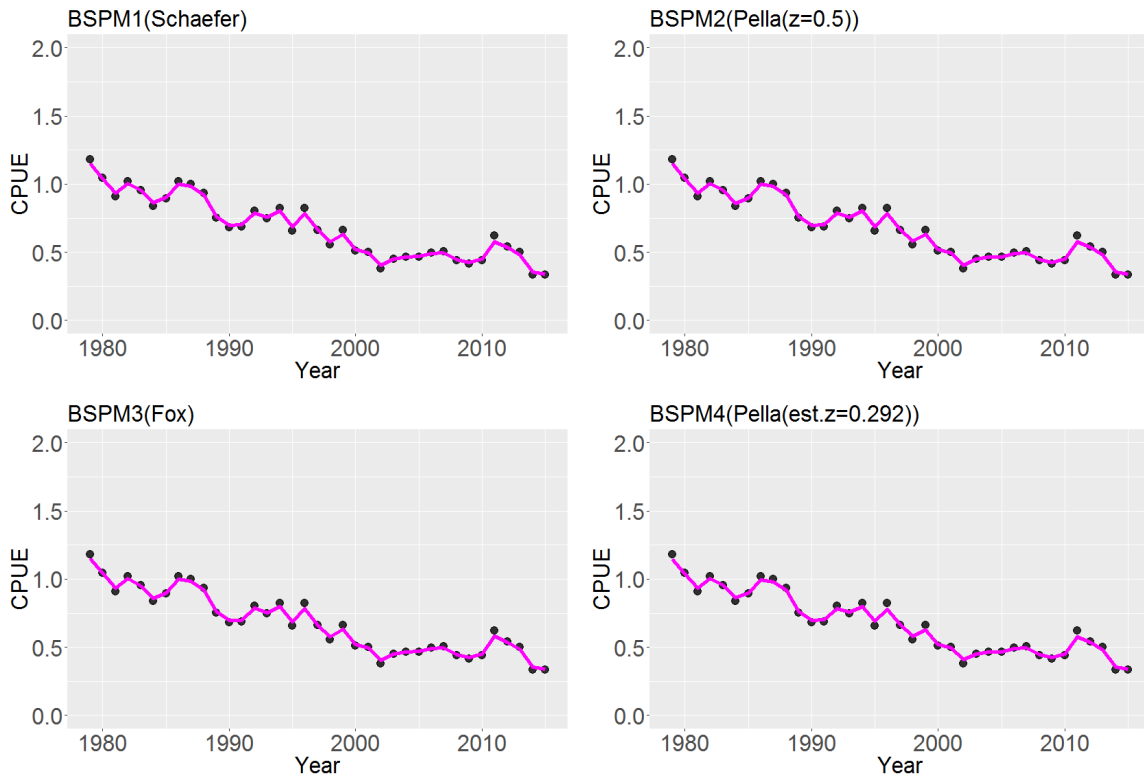 BSPM1(Schaefer)
2.0
1.5
1.0
0.5
0.0
CPUE
1980 1990 2000 2010
Year
BSPM2(Pella(z=0.5))
2.0
1.5
1.0
0.5
0.0
CPUE
1980 1990 2000 2010
Year
BSPM3(Fox)
2.0
1.5
1.0
0.5
0.0
CPUE
1980 1990 2000 2010
Year
BSPM4(Pella(est.z=0.292))
2.0
1.5
1.0
0.5
0.0
CPUE
1980 1990 2000 2010
Year